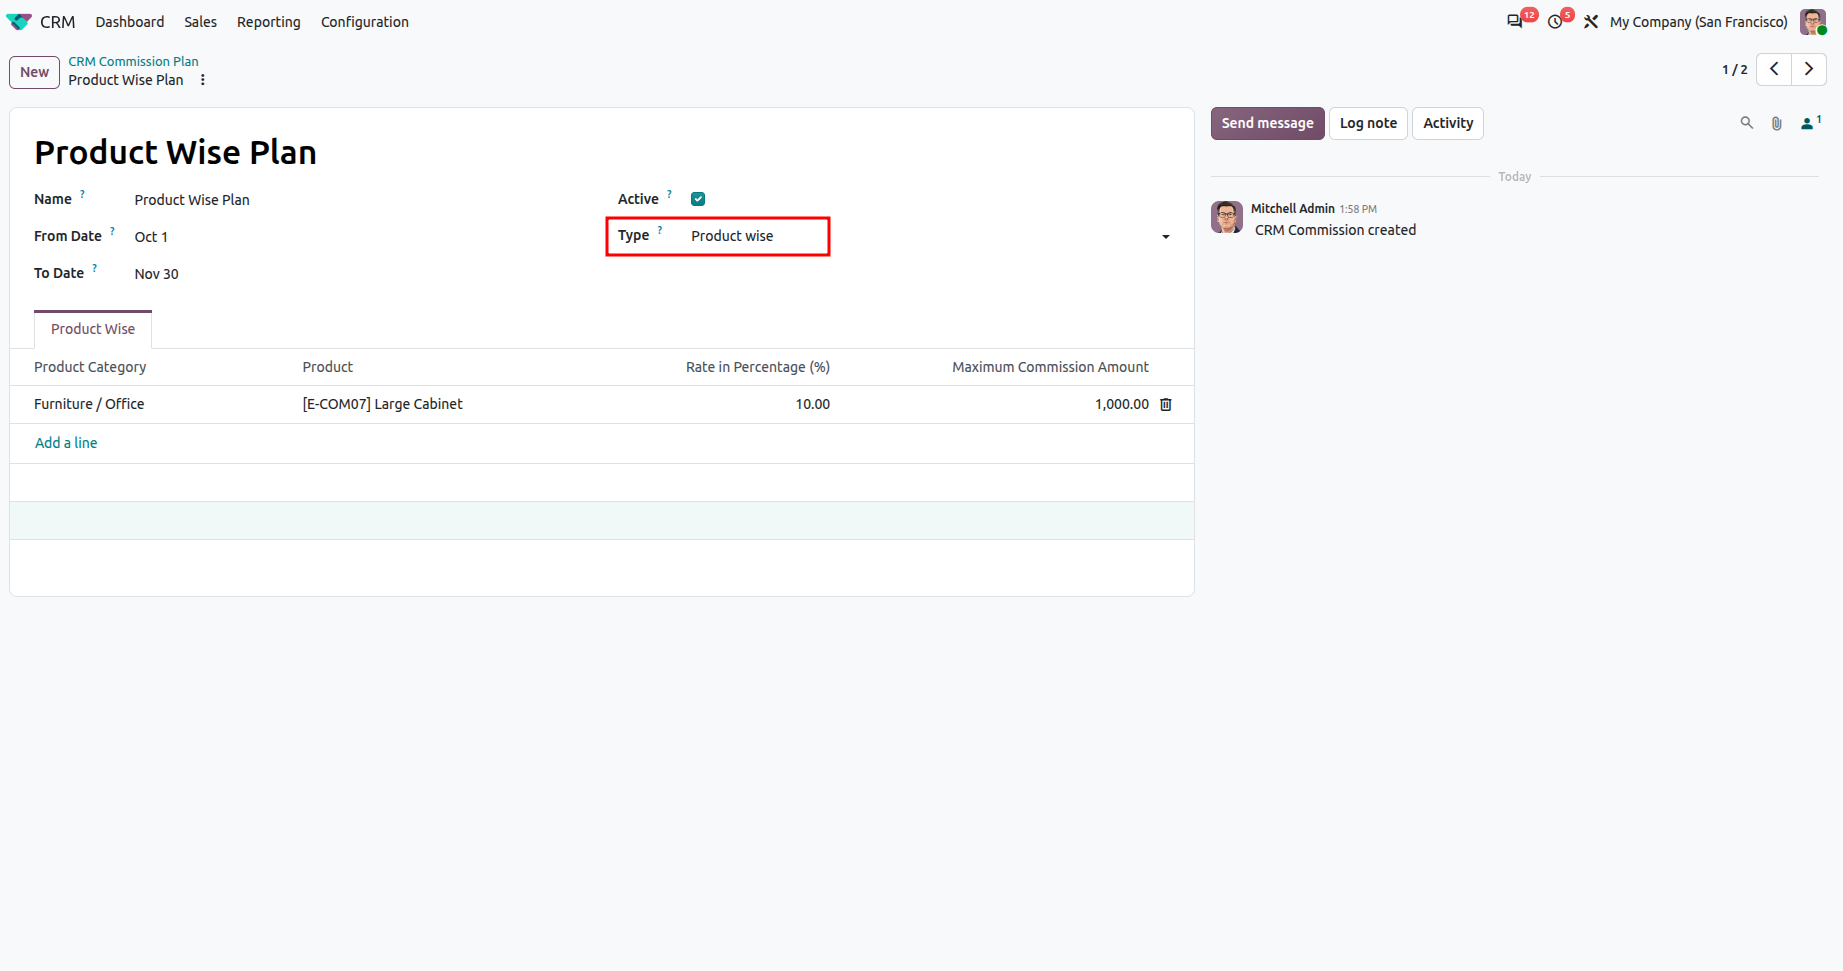 CRM Dashboard Sales Reporting Configuration 12 5 My Company (San Francisco)
New
CRM Commission Plan
Product Wise Plan
1 / 2
Send message Log note Activity 1
Product Wise Plan
Today
Name ? Product Wise Plan Active ?
Mitchell Admin 1:58 PM
From Date ? Oct 1 Type ? Product wise
CRM Commission created
To Date ? Nov 30
Product Wise
Product Category Product Rate in Percentage (%) Maximum Commission Amount
Furniture / Office [E-COM07] Large Cabinet 10.00 1,000.00
Add a line